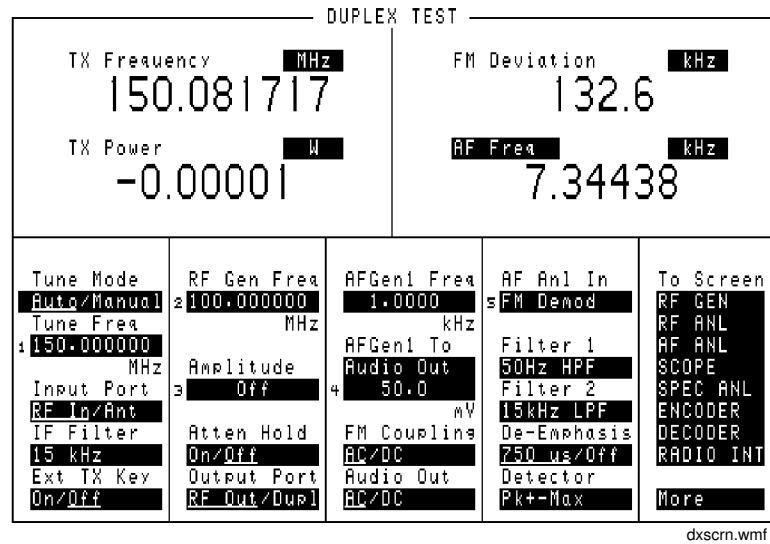 DUPLEX TEST
TX Frequency MHz
150.081717
TX Power W
-0.00001
FM Deviation kHz
132.6
AF Freq kHz
7.34438
Tune Mode
Auto/Manual
Tune Freq
1 150.000000
MHz
Input Port
RF In/Ant
IF Filter
15 kHz
Ext TX Key
On/Off
RF Gen Freq
2 100.000000
MHz
Amplitude
3 Off
Atten Hold
On/Off
Output Port
RF Out/Dupl
AFGen1 Freq
1.0000
kHz
AFGen1 To
Audio Out
4 50.0
mV
FM Coupling
AC/DC
Audio Out
AC/DC
AF Anl In
5 FM Demod
Filter 1
50Hz HPF
Filter 2
15kHz LPF
De-Emphasis
750 us/Off
Detector
Pk+-Max
To Screen
RF GEN
RF ANL
AF ANL
SCOPE
SPEC ANL
ENCODER
DECODER
RADIO INT
More
dxscrn.wmf